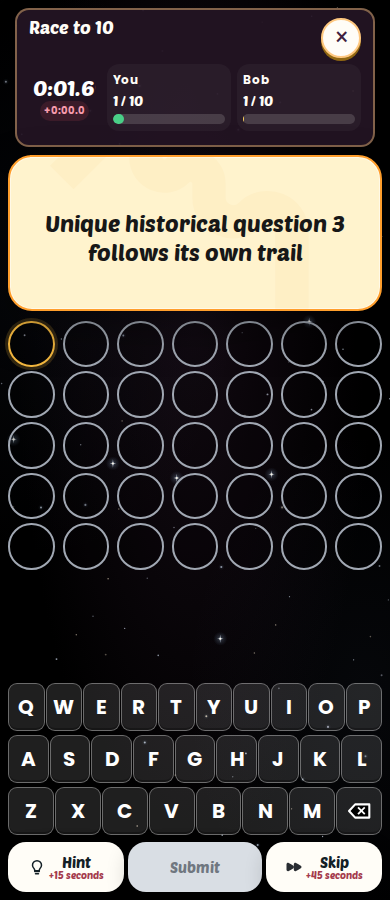 Race to 10
×
0:01.6
+0:00.0
You
1 / 10
Bob
1 / 10
Unique historical question 3
follows its own trail
Q W E R T Y U I O P
A S D F G H J K L
Z X C V B N M
Hint
+15 seconds
Submit
Skip
+45 seconds